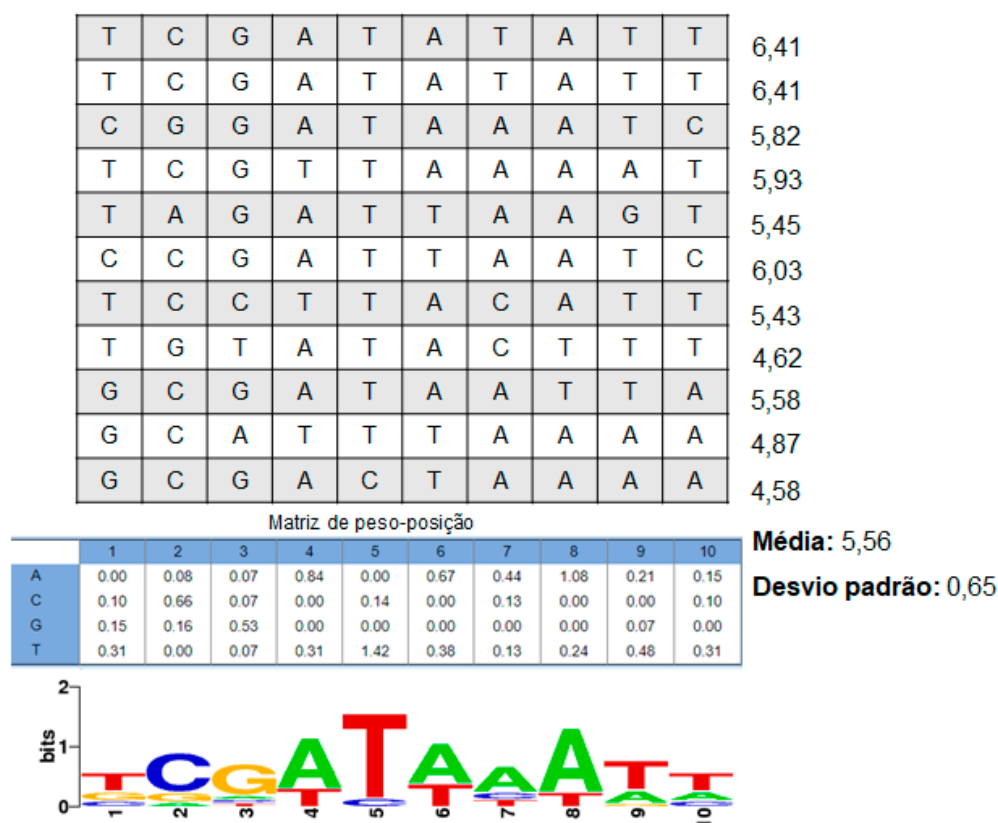 T C G A T A T A T T 6,41
T C G A T A T A T T 6,41
C G G A T A A A T C 5,82
T C G T T A A A A T 5,93
T A G A T T A A G T 5,45
C C G A T T A A T C 6,03
T C C T T A C A T T 5,43
T G T A T A C T T T 4,62
G C G A T A A T T A 5,58
G C A T T T A A A A 4,87
G C G A C T A A A A 4,58
Matriz de peso-posição
1 2 3 4 5 6 7 8 9 10
A 0.00 0.08 0.07 0.84 0.00 0.67 0.44 1.08 0.21 0.15
C 0.10 0.66 0.07 0.00 0.14 0.00 0.13 0.00 0.00 0.10
G 0.15 0.16 0.53 0.00 0.00 0.00 0.00 0.00 0.07 0.00
T 0.31 0.00 0.07 0.31 1.42 0.38 0.13 0.24 0.48 0.31
Média: 5,56
Desvio padrão: 0,65
2
bits
1
0
T C G A T A A A T T
G G T C T C T A A
C A C
1 2 3 4 5 6 7 8 9 10